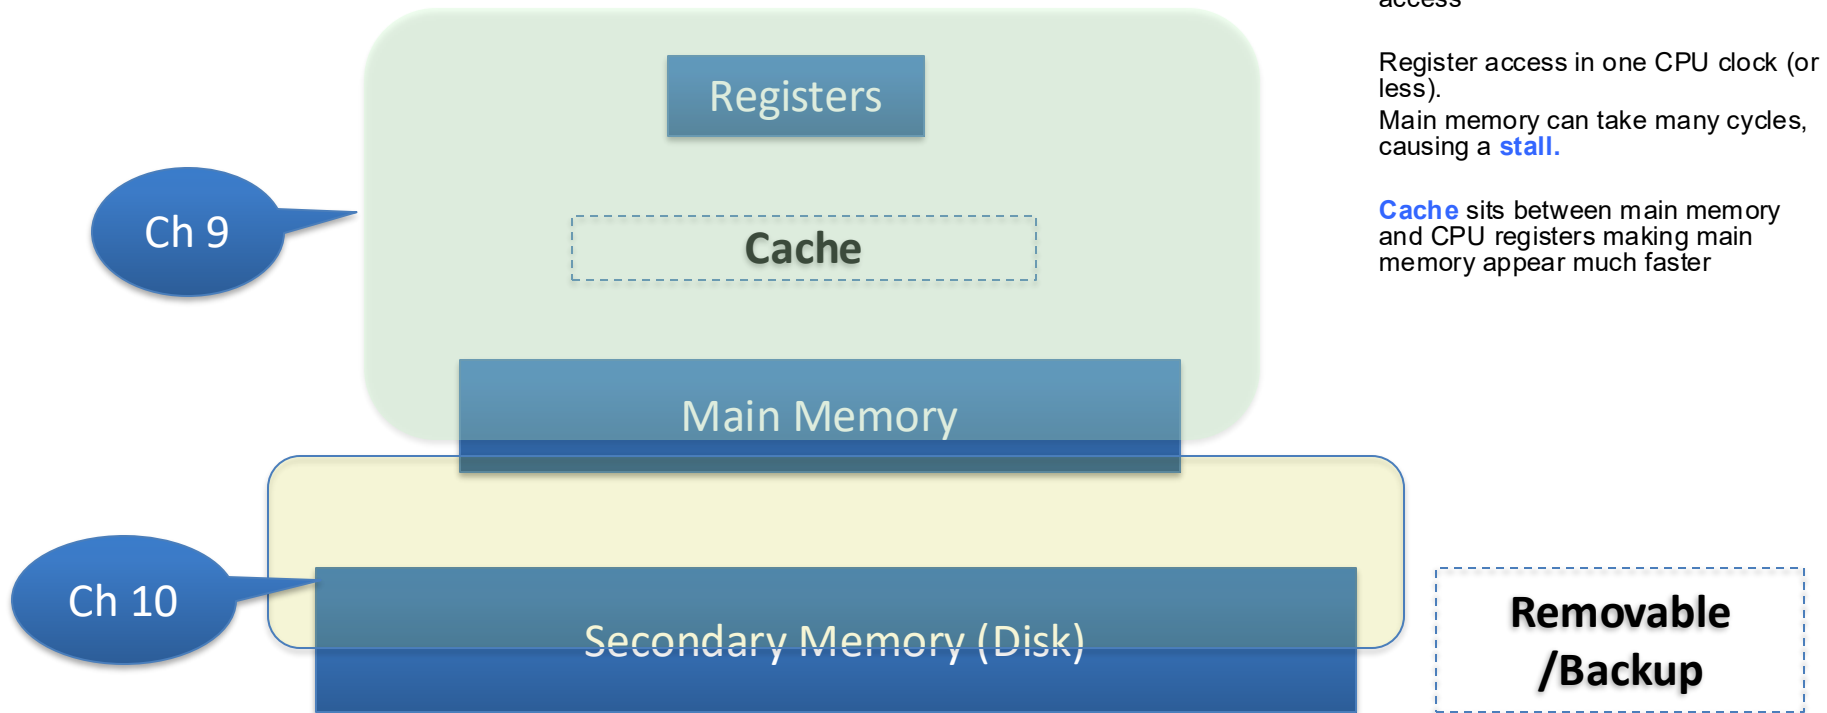 access
Register access in one CPU clock (or
less).
Main memory can take many cycles,
causing a stall.
Cache sits between main memory
and CPU registers making main
memory appear much faster
Registers
Ch 9
Cache
Main Memory
Ch 10
Secondary Memory (Disk)
Removable
/Backup